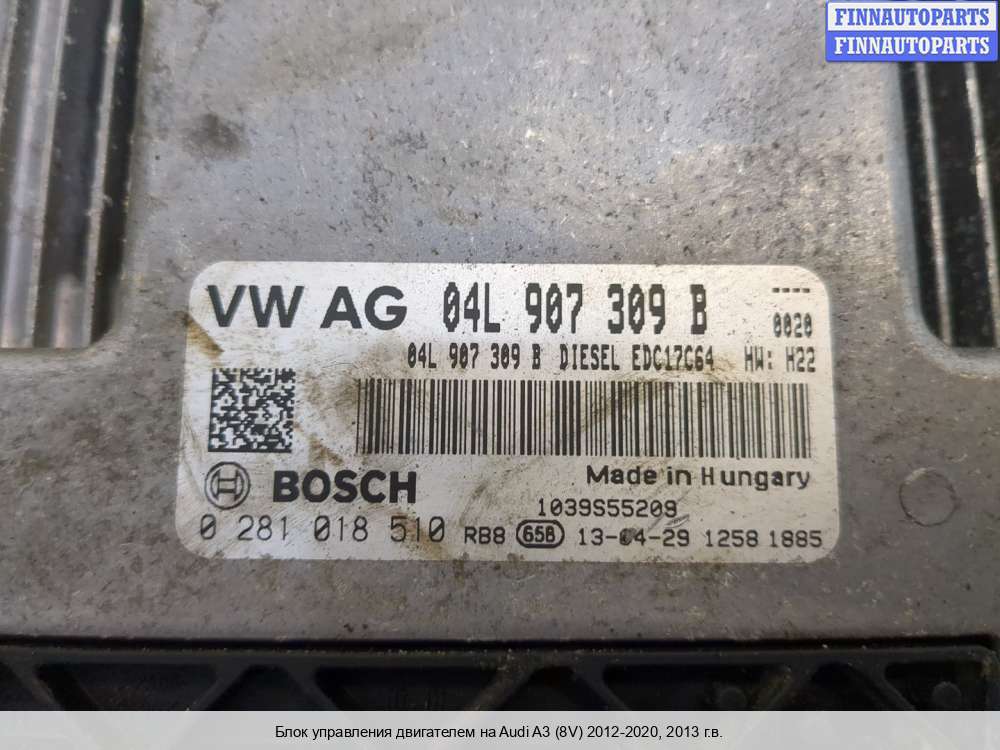 FINNAUTOPARTS
FINNAUTOPARTS
VW AG 04L 907 309 B ----
0020
04L 907 309 B DIESEL EDC17C64 HW: H22
Made in Hungary
BOSCH
1039S55209
0 281 018 510 RB8 65B 13-04-29 1258 1885
Блок управления двигателем на Audi A3 (8V) 2012-2020, 2013 г.в.